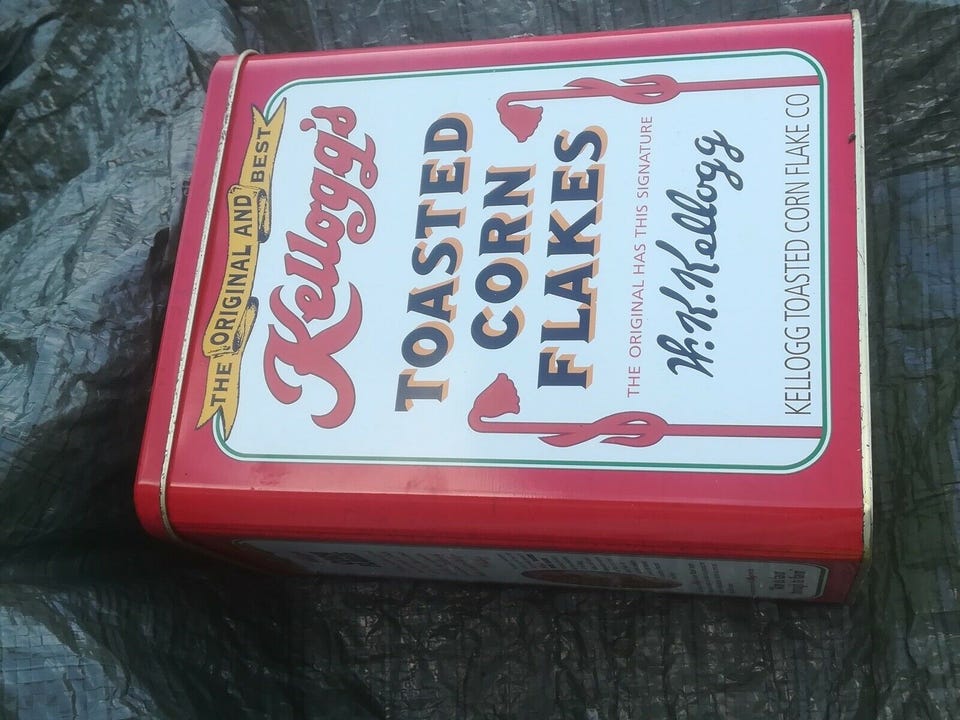 THE ORIGINAL AND BEST
Kellogg's
TOASTED
CORN
FLAKES
THE ORIGINAL HAS THIS SIGNATURE
W.K.Kellogg
KELLOGG TOASTED CORN FLAKE CO